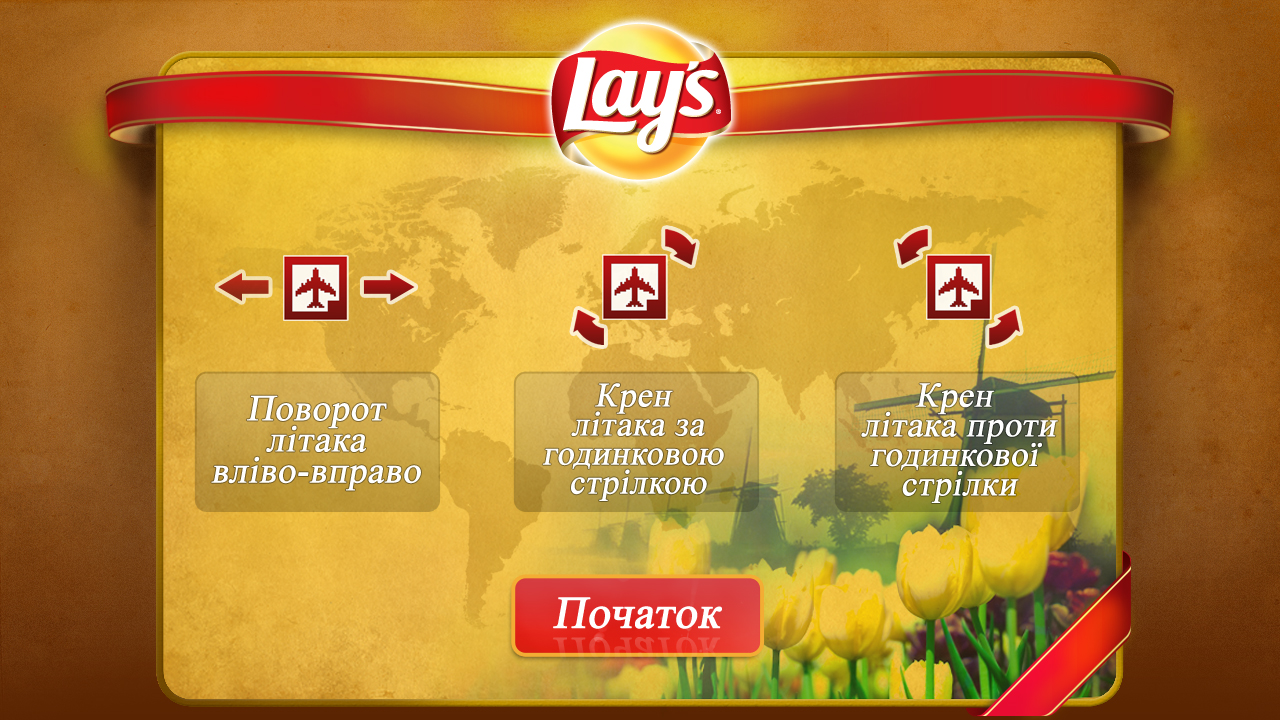 Lay's
Поворот
літака
вліво-вправо
Крен
літака за
годинковою
стрілкою
Крен
літака проти
годинкової
стрілки
Початок